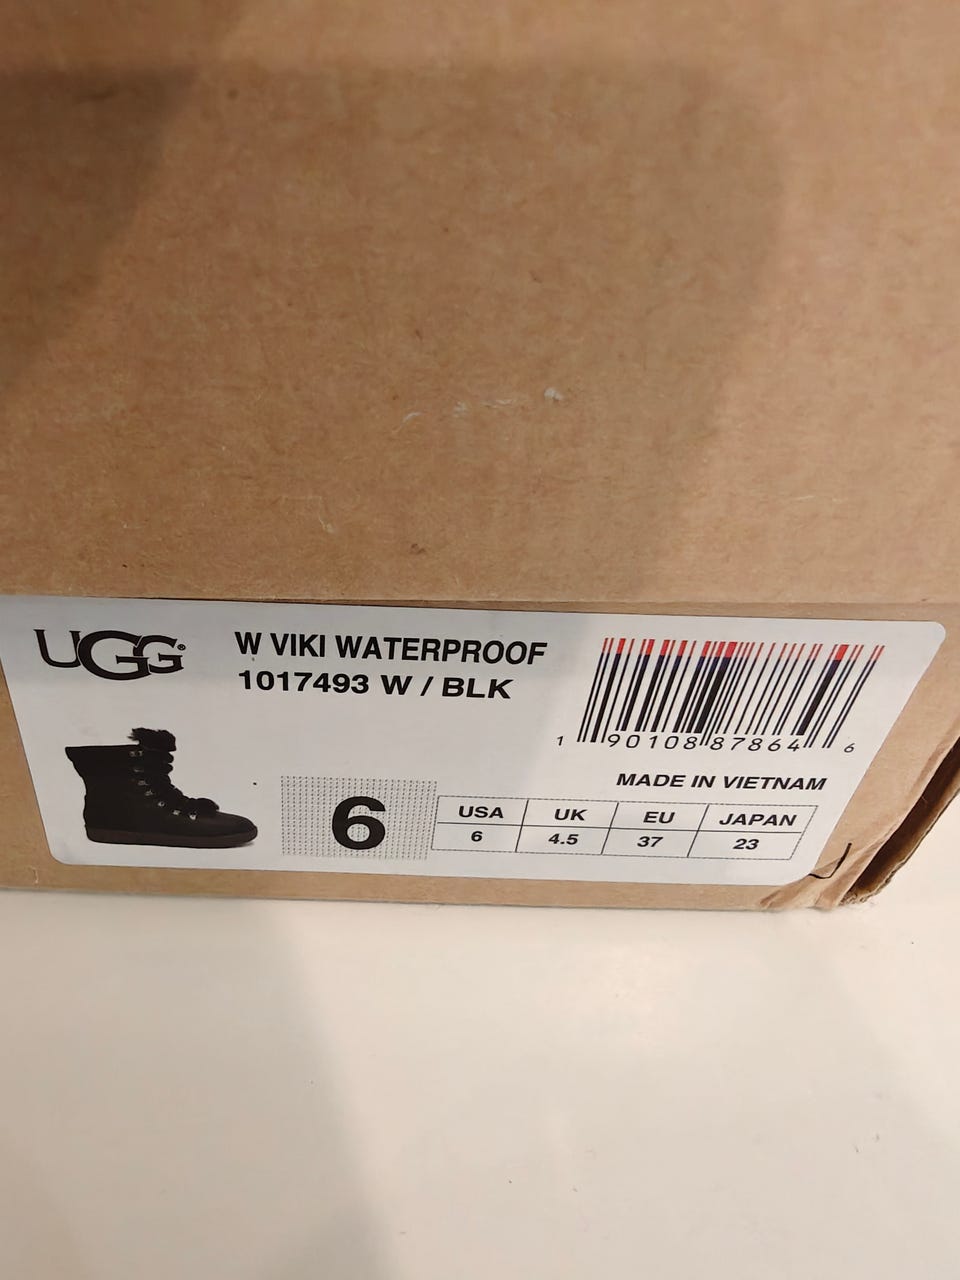 UGG®
W VIKI WATERPROOF
1017493 W / BLK
1 90108 87864 6
MADE IN VIETNAM
6
USA UK EU JAPAN
6 4.5 37 23